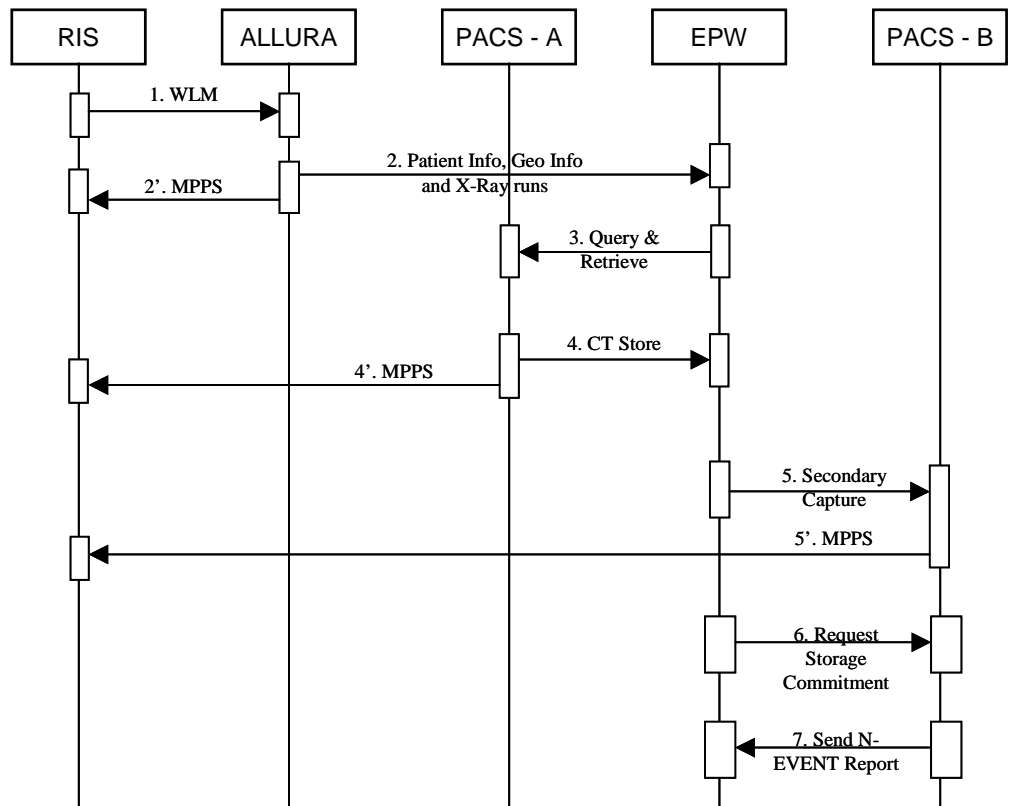 RIS
ALLURA
PACS - A
EPW
PACS - B
1. WLM
2. Patient Info, Geo Info
and X-Ray runs
2’. MPPS
3. Query &
Retrieve
4. CT Store
4’. MPPS
5. Secondary
Capture
5’. MPPS
6. Request
Storage
Commitment
7. Send N-
EVENT Report